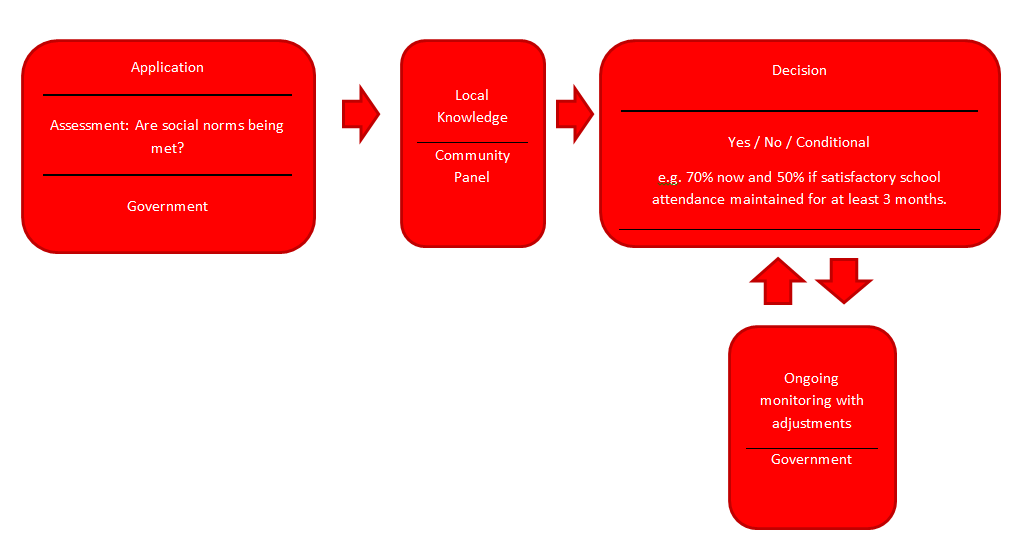 Application
Assessment: Are social norms being
met?
Government
Local
Knowledge
Community
Panel
Decision
Yes / No / Conditional
e.g. 70% now and 50% if satisfactory school
attendance maintained for at least 3 months.
Ongoing
monitoring with
adjustments
Government